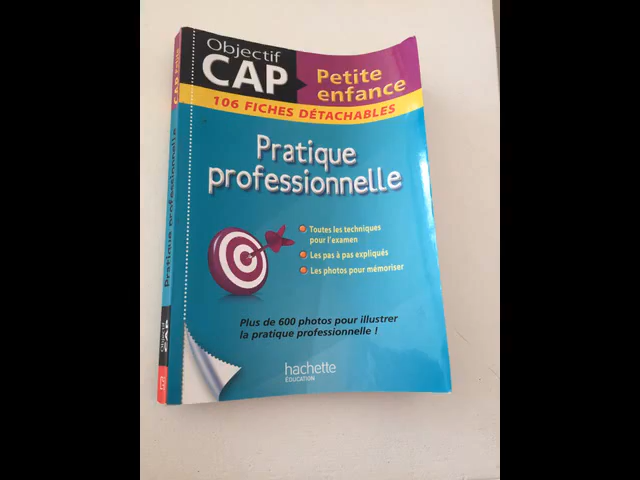 Objectif
CAP
Petite
enfance
106 FICHES DÉTACHABLES
Pratique
professionnelle
Toutes les techniques
pour l'examen
Les pas à pas expliqués
Les photos pour mémoriser
Plus de 600 photos pour illustrer
la pratique professionnelle !
hachette
ÉDUCATION
Pratique professionnelle
CAP